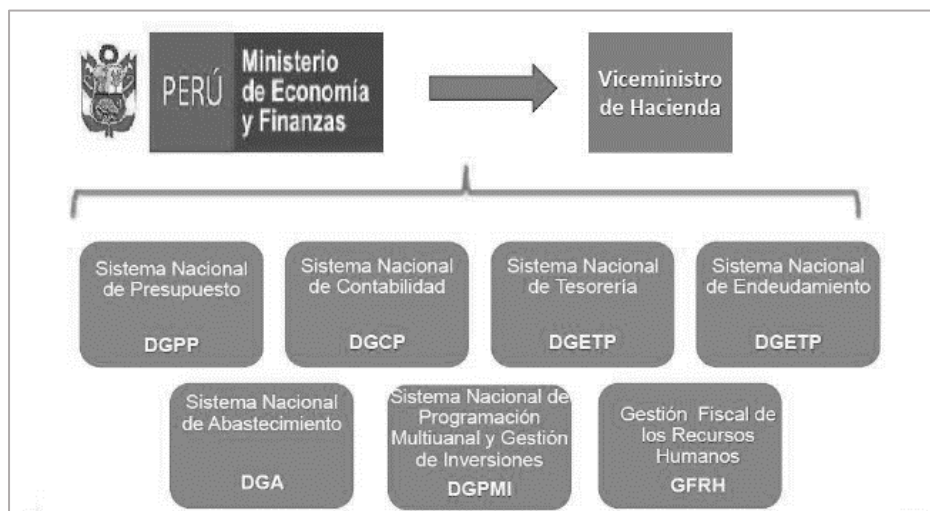 PERÚ
Ministerio
de Economía
y Finanzas
Viceministro
de Hacienda
Sistema Nacional
de Presupuesto
DGPP
Sistema Nacional
de Contabilidad
DGCP
Sistema Nacional
de Tesorería
DGETP
Sistema Nacional
de Endeudamiento
DGETP
Sistema Nacional
de Abastecimiento
DGA
Sistema Nacional de
Programación
Multiuanal y Gestión
de Inversiones
DGPMI
Gestión Fiscal de
los Recursos
Humanos
GFRH